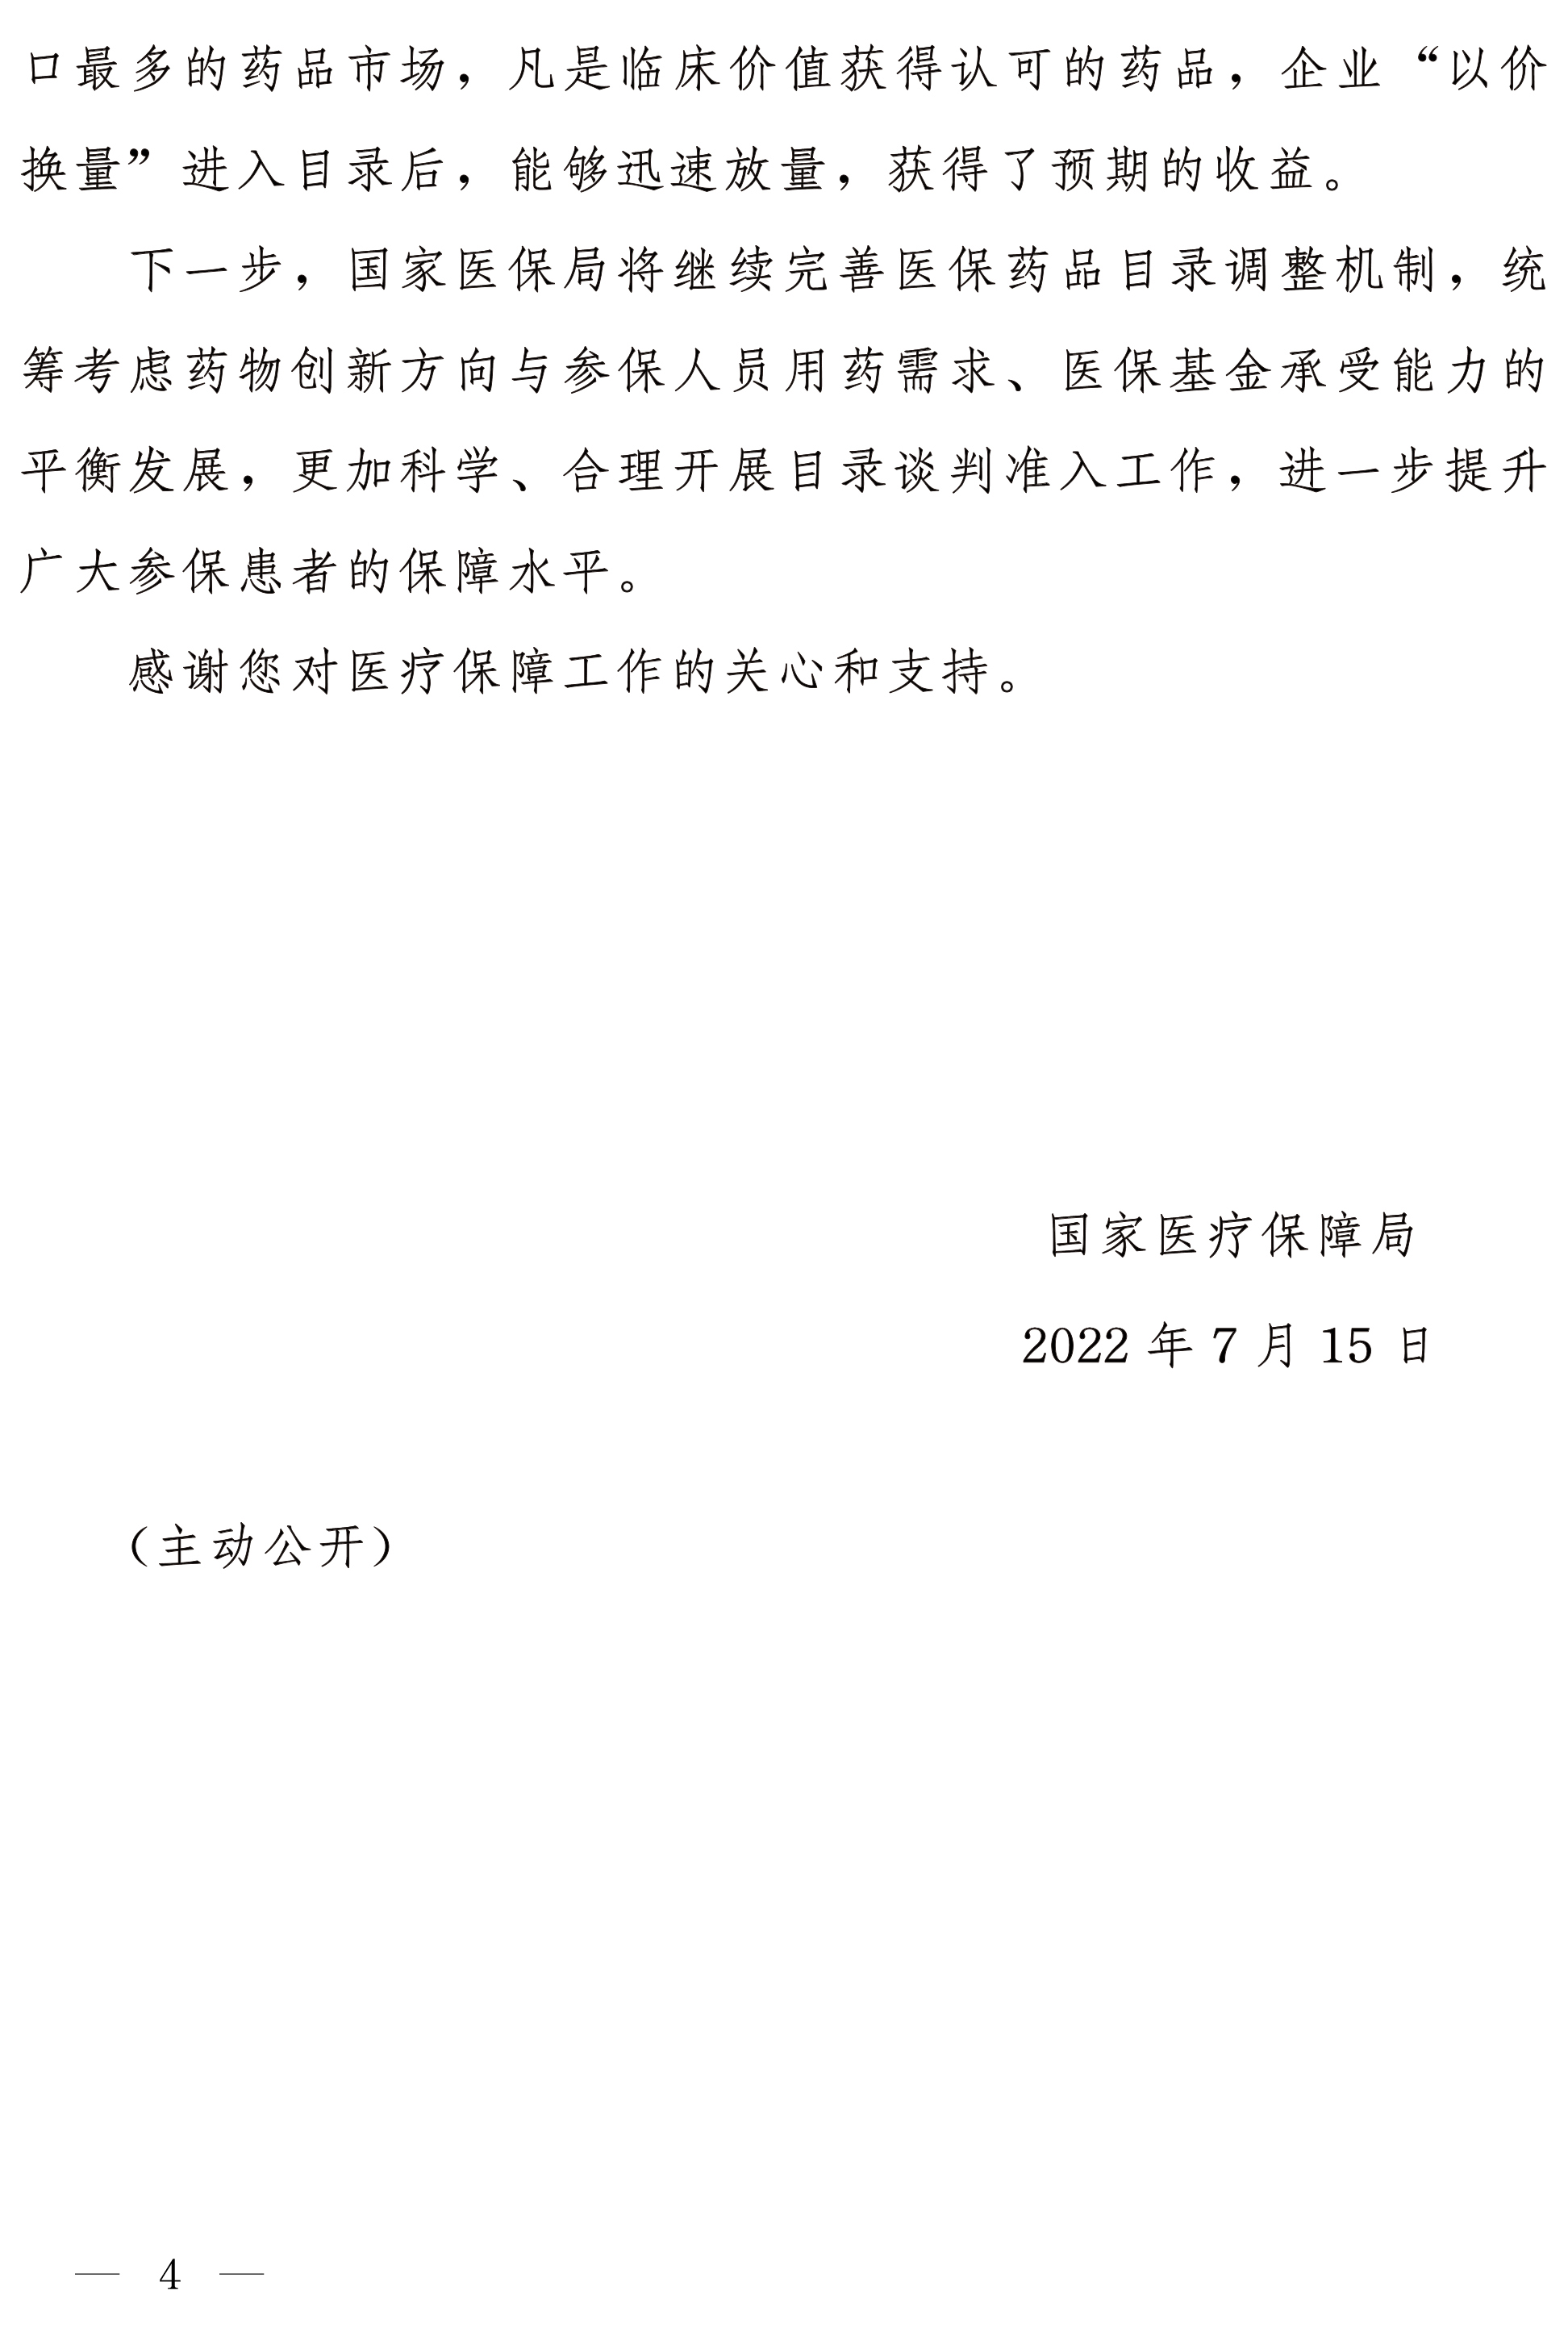 口最多的药品市场，凡是临床价值获得认可的药品，企业“以价
换量”进入目录后，能够迅速放量，获得了预期的收益。
下一步，国家医保局将继续完善医保药品目录调整机制，统
筹考虑药物创新方向与参保人员用药需求、医保基金承受能力的
平衡发展，更加科学、合理开展目录谈判准入工作，进一步提升
广大参保患者的保障水平。
感谢您对医疗保障工作的关心和支持。
国家医疗保障局
2022 年 7 月 15 日
（主动公开）
— 4 —